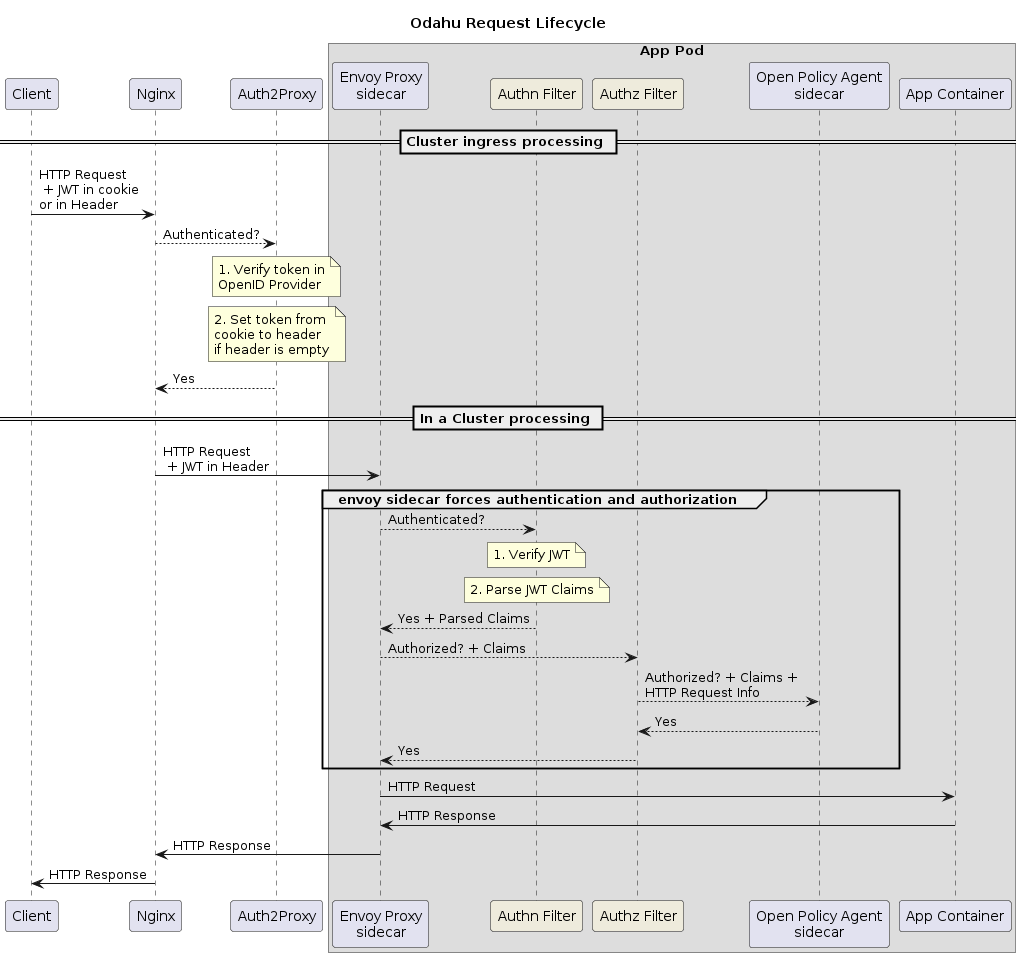 Odahu Request Lifecycle
App Pod
Client
Nginx
Auth2Proxy
Envoy Proxy
sidecar
Authn Filter
Authz Filter
Open Policy Agent
sidecar
App Container
Cluster ingress processing
HTTP Request
+ JWT in cookie
or in Header
Authenticated?
1. Verify token in
OpenID Provider
2. Set token from
cookie to header
if header is empty
Yes
In a Cluster processing
HTTP Request
+ JWT in Header
envoy sidecar forces authentication and authorization
Authenticated?
1. Verify JWT
2. Parse JWT Claims
Yes + Parsed Claims
Authorized? + Claims
Authorized? + Claims +
HTTP Request Info
Yes
Yes
HTTP Request
HTTP Response
HTTP Response
HTTP Response
Client
Nginx
Auth2Proxy
Envoy Proxy
sidecar
Authn Filter
Authz Filter
Open Policy Agent
sidecar
App Container